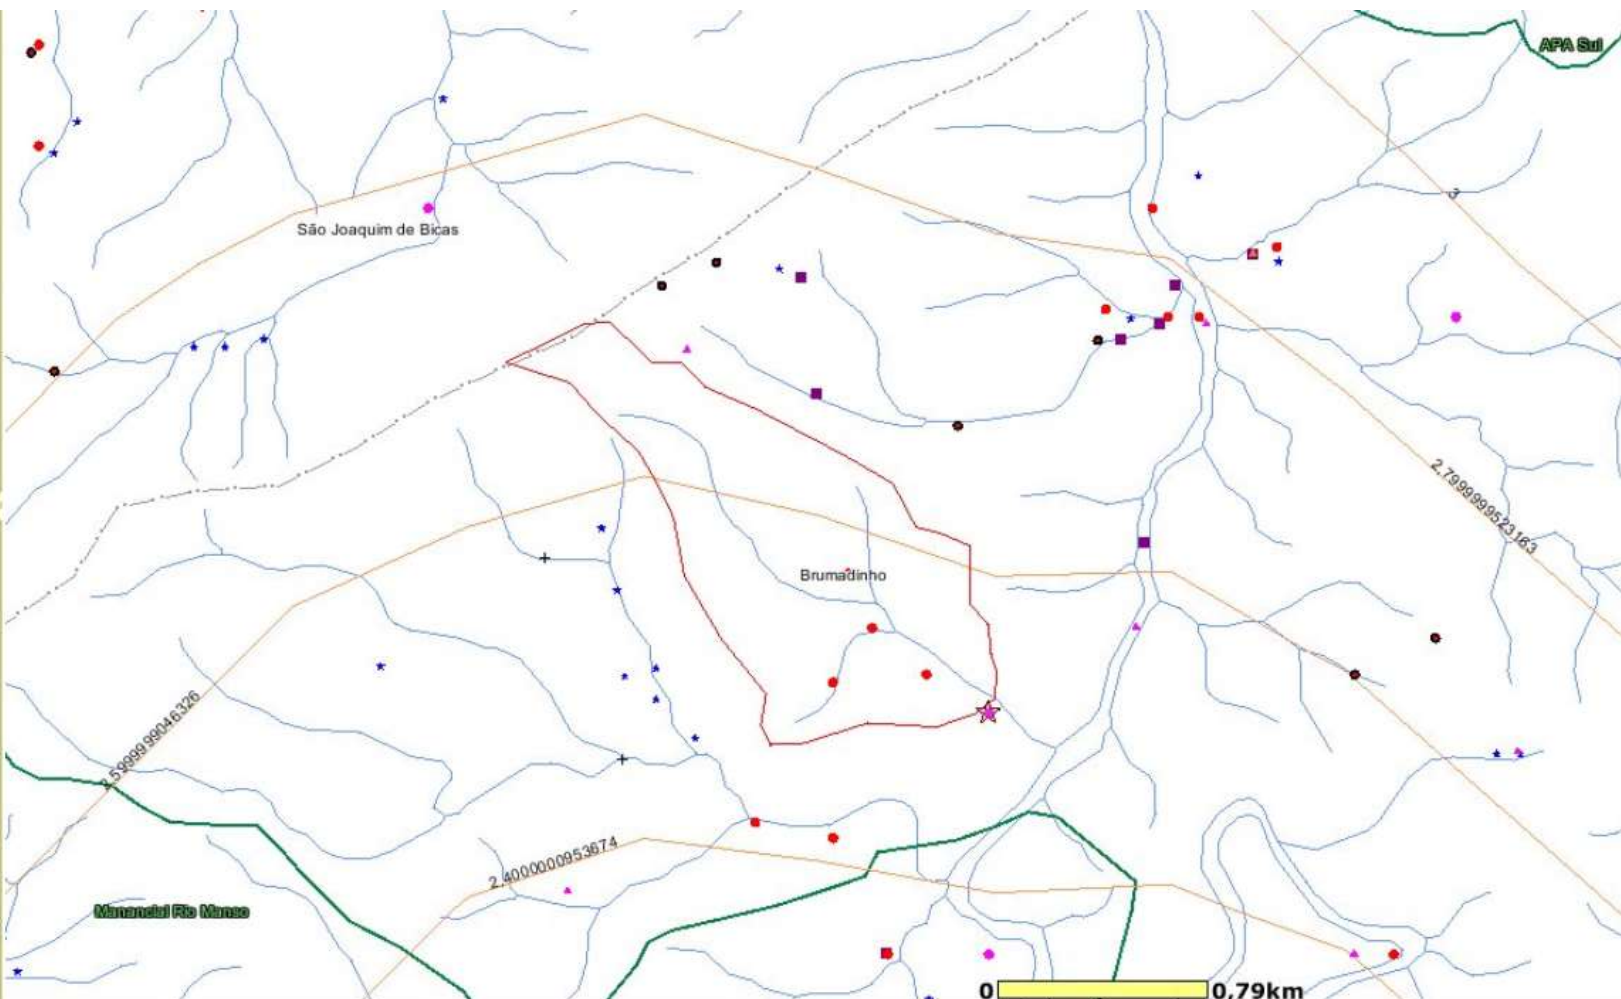 APA Sul
3
São Joaquim de Bicas
2,7999999523163
Brumadinho
2,5999999046326
2,4000000953674
Manancial Rio Manso
0
0,79km